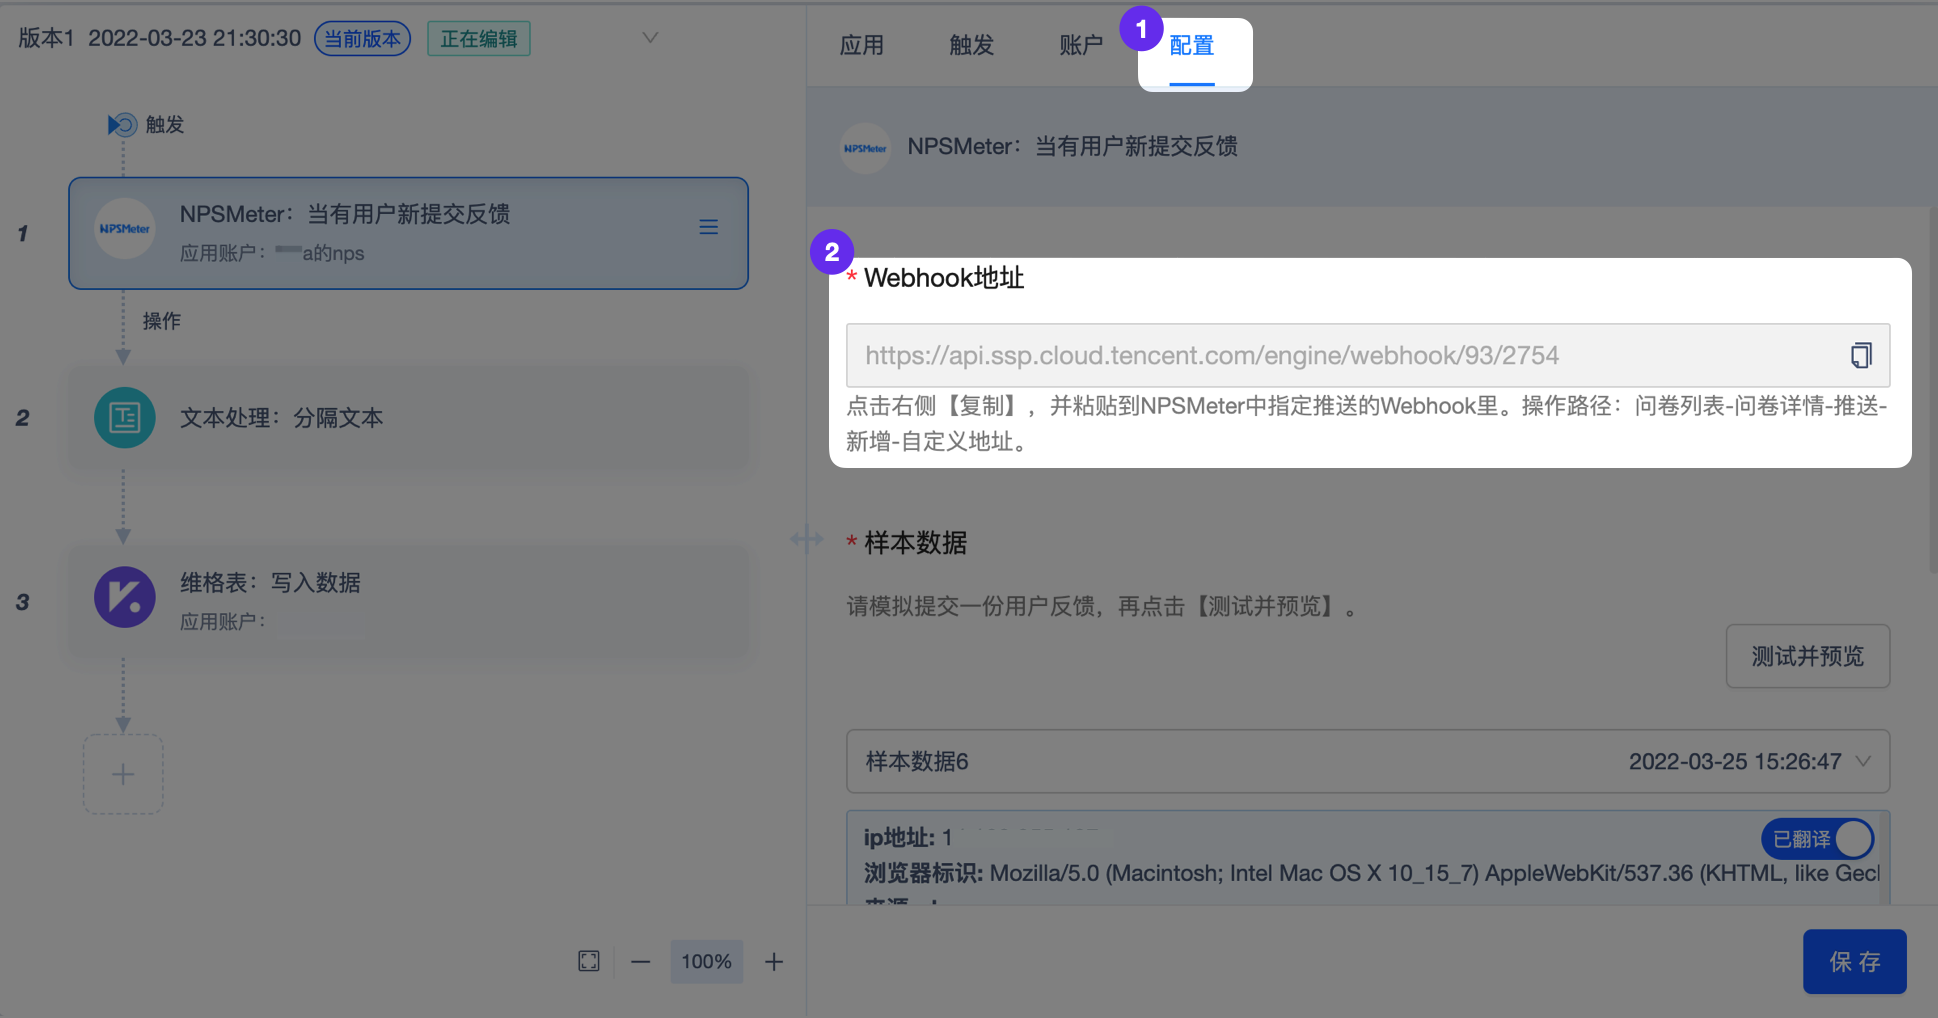 版本1 2022-03-23 21:30:30 当前版本 正在编辑
触发
1
NPSMeter
NPSMeter：当有用户新提交反馈
应用账户：a的nps
操作
2
文本处理：分隔文本
3
维格表：写入数据
应用账户：
100%
应用 触发 账户 1 配置
NPSMeter
NPSMeter：当有用户新提交反馈
2
* Webhook地址
https://api.ssp.cloud.tencent.com/engine/webhook/93/2754
点击右侧【复制】，并粘贴到NPSMeter中指定推送的Webhook里。操作路径：问卷列表-问卷详情-推送-
新增-自定义地址。
* 样本数据
请模拟提交一份用户反馈，再点击【测试并预览】。
测试并预览
样本数据6 2022-03-25 15:26:47
ip地址: 1
已翻译
浏览器标识: Mozilla/5.0 (Macintosh; Intel Mac OS X 10_15_7) AppleWebKit/537.36 (KHTML, like
保存